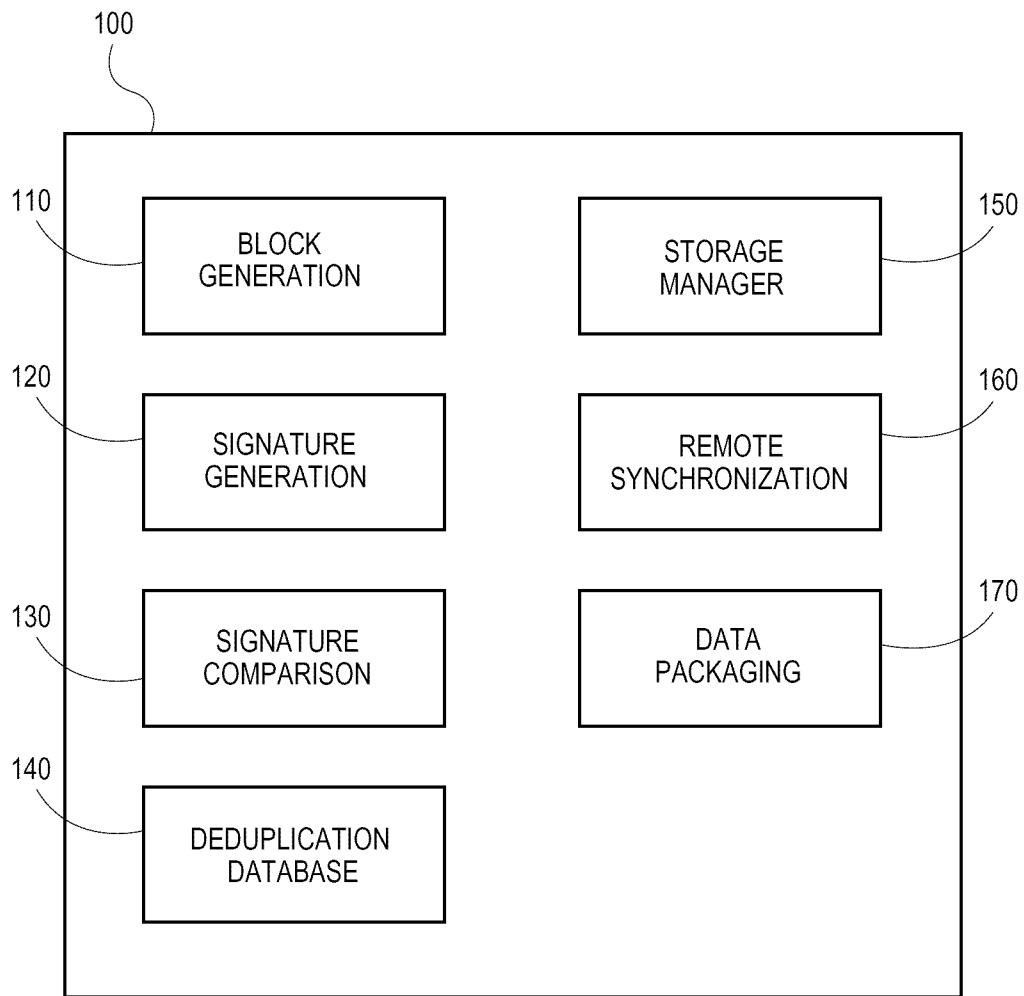 100
110
BLOCK
GENERATION
150
STORAGE
MANAGER
120
SIGNATURE
GENERATION
160
REMOTE
SYNCHRONIZATION
130
SIGNATURE
COMPARISON
170
DATA
PACKAGING
140
DEDUPLICATION
DATABASE